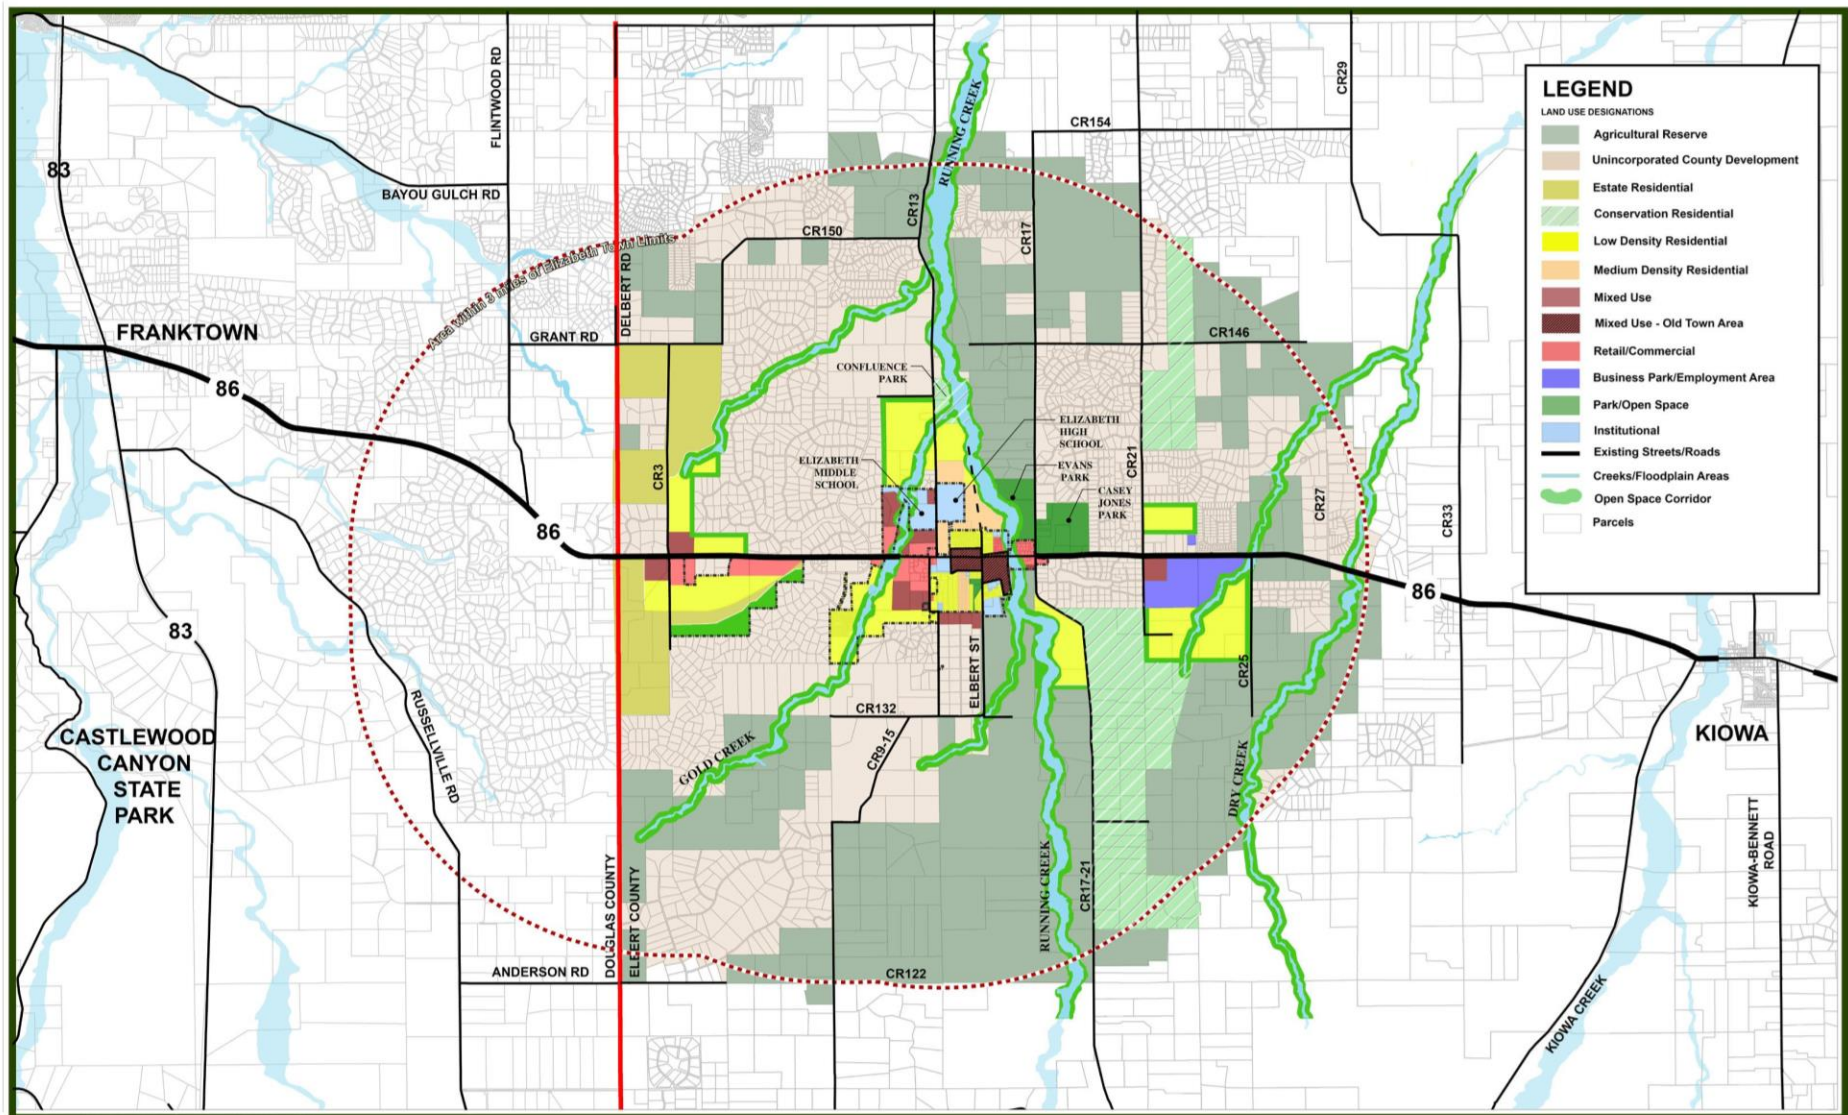 FLINTWOOD RD
83
BAYOU GULCH RD
CR154
CR29
RUNNING CREEK
CR13
CR17
CR150
Area within 3 miles of Elizabeth Town Limits
DELBERT RD
FRANKTOWN
GRANT RD
CR146
86
CONFLUENCE
PARK
ELIZABETH
HIGH
SCHOOL
ELIZABETH
MIDDLE
SCHOOL
EVANS
PARK
CASEY
JONES
PARK
CR3
CR21
CR27
CR33
86
86
83
ELBERT ST
CR25
RUSSELLVILLE RD
CR132
CR9-15
GOLD CREEK
DRY CREEK
CASTLEWOOD
CANYON
STATE
PARK
KIOWA
KIOWA-BENNETT
ROAD
DOUGLAS COUNTY
ELBERT COUNTY
RUNNING CREEK
CR17-21
ANDERSON RD
CR122
KIOWA CREEK
LEGEND
LAND USE DESIGNATIONS
Agricultural Reserve
Unincorporated County Development
Estate Residential
Conservation Residential
Low Density Residential
Medium Density Residential
Mixed Use
Mixed Use - Old Town Area
Retail/Commercial
Business Park/Employment Area
Park/Open Space
Institutional
Existing Streets/Roads
Creeks/Floodplain Areas
Open Space Corridor
Parcels